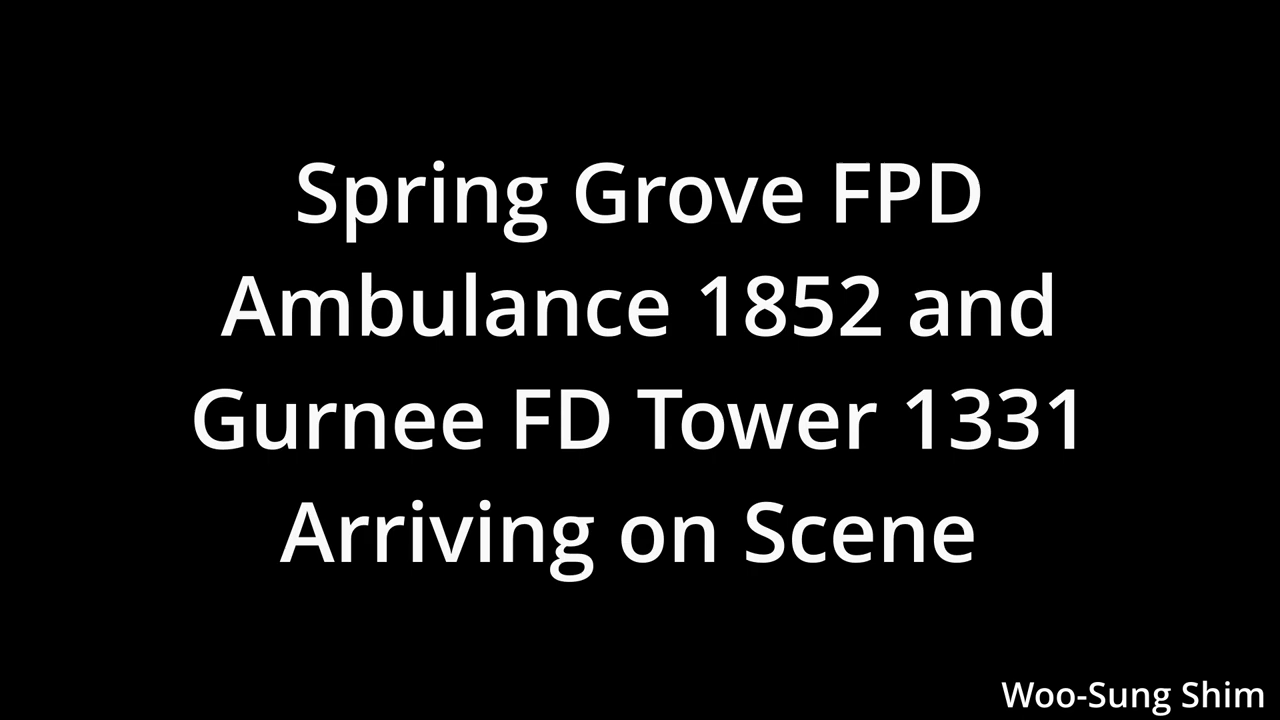 Spring Grove FPD
Ambulance 1852 and
Gurnee FD Tower 1331
Arriving on Scene
Woo-Sung Shim